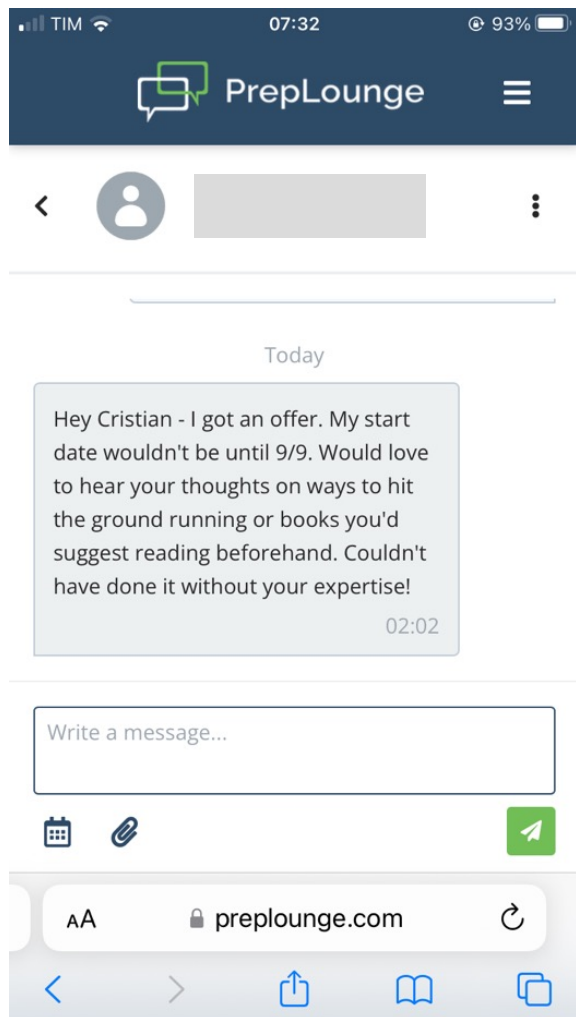 TIM 07:32 93%
PrepLounge
Today
Hey Cristian - I got an offer. My start
date wouldn't be until 9/9. Would love
to hear your thoughts on ways to hit
the ground running or books you'd
suggest reading beforehand. Couldn't
have done it without your expertise!
02:02
Write a message...
AA preplounge.com